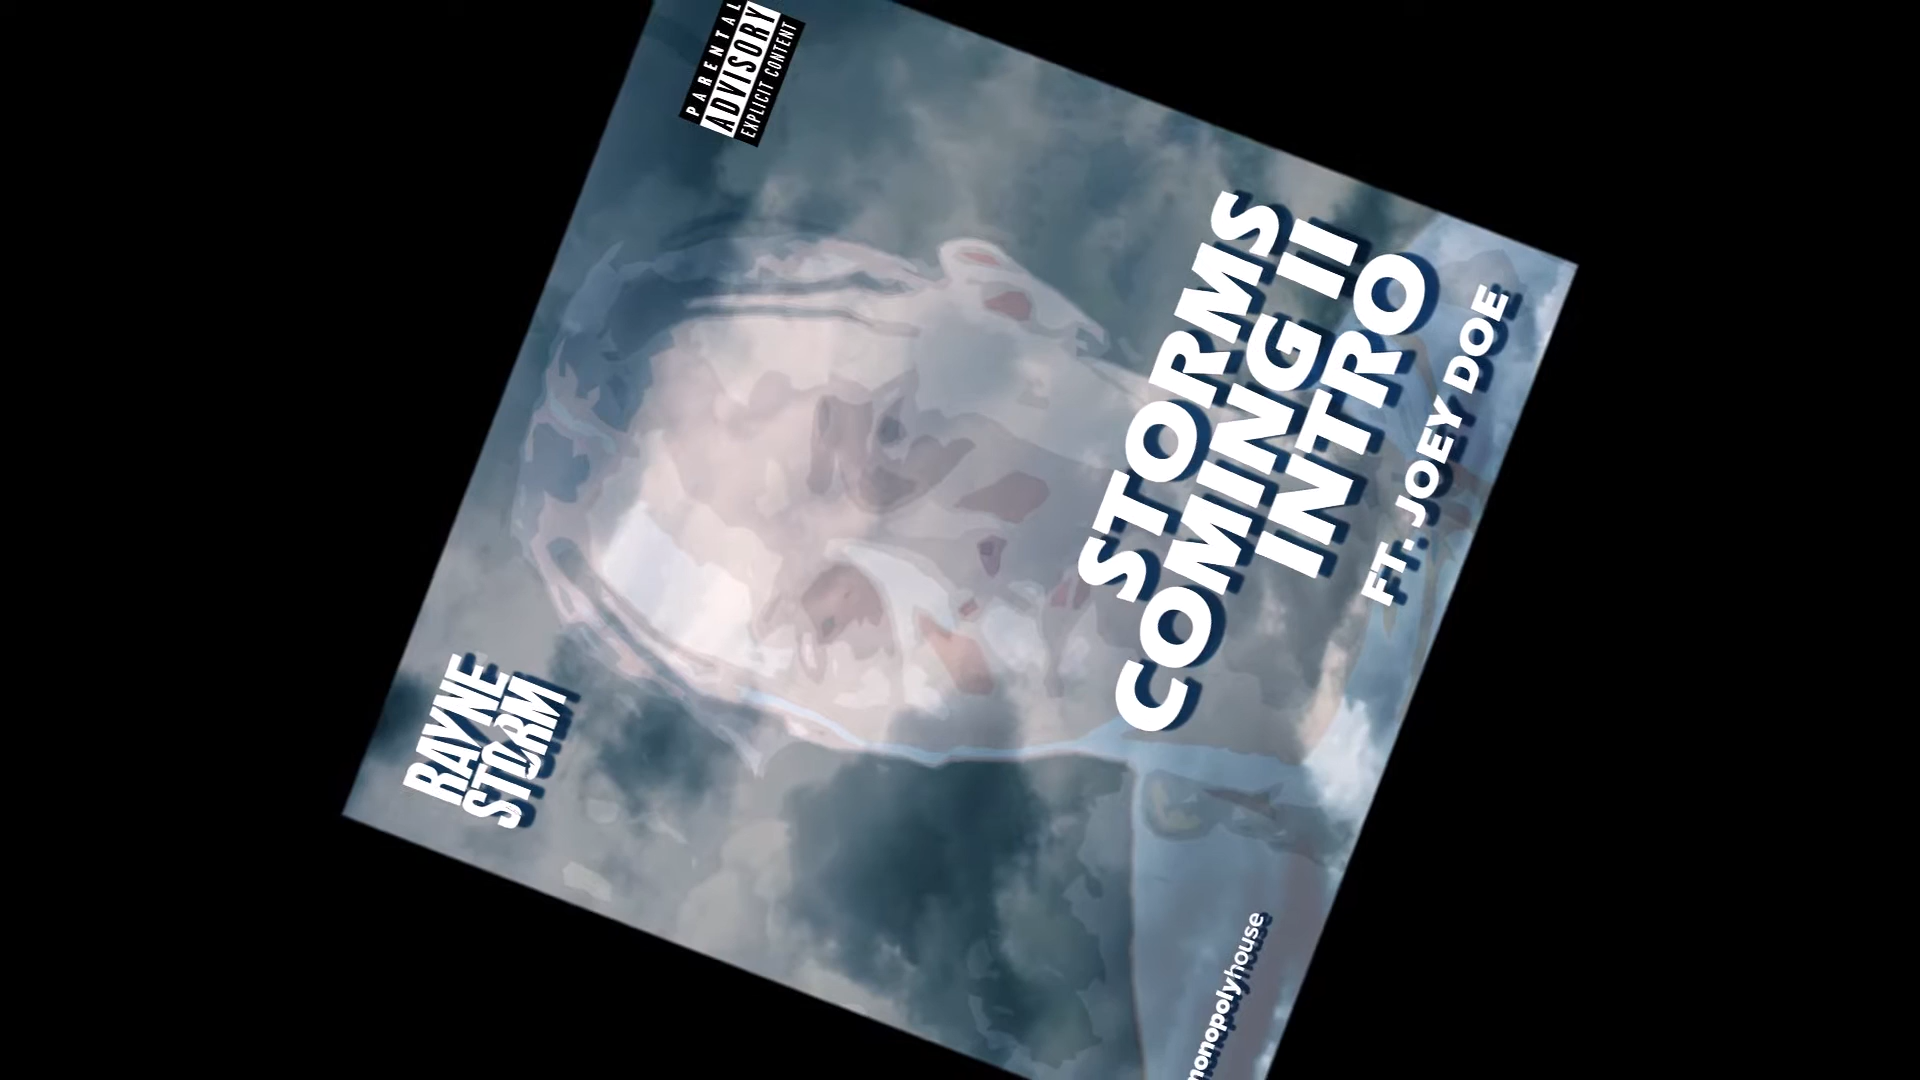 RAYNE
STORM
PARENTAL
ADVISORY
EXPLICIT CONTENT
STORMS
COMING II
INTRO
FT. JOEY DOE
monopolyhouse